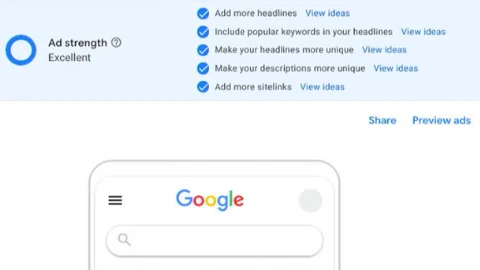 Add more headlines View ideas
Ad strength
Include popular keywords in your headlines View ideas
Excellent
Make your headlines more unique View ideas
Make your descriptions more unique View ideas
Add more sitelinks View ideas
Share Preview ads
Google